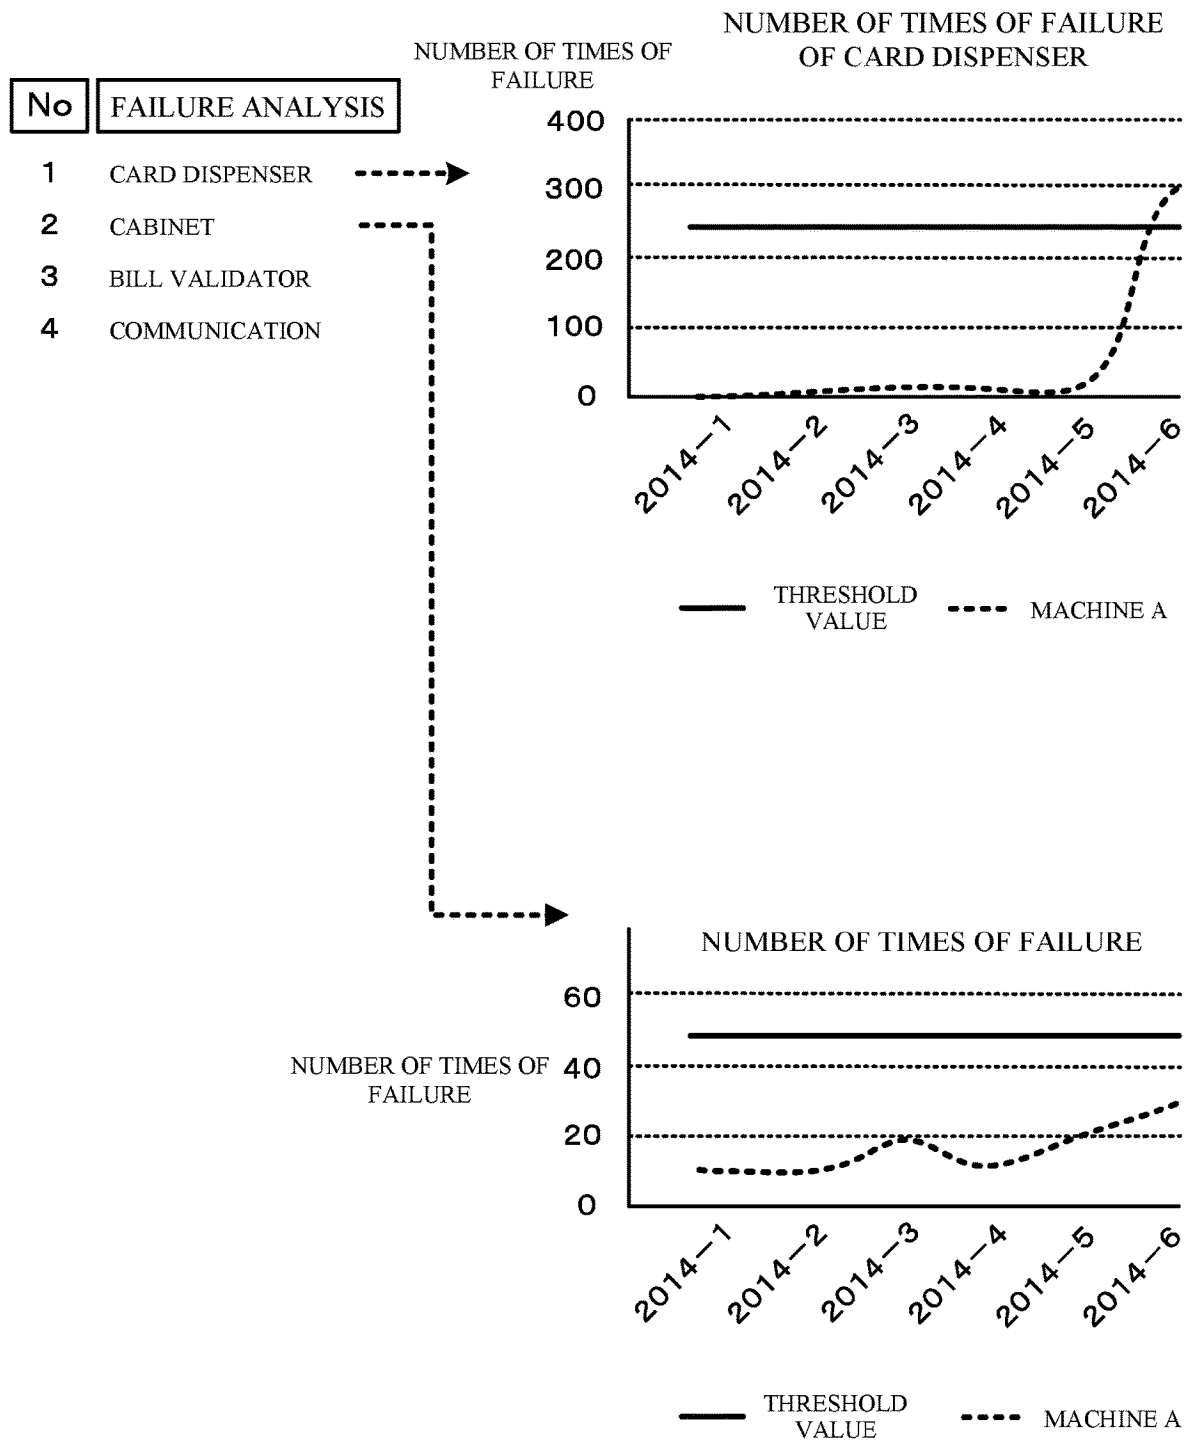 No FAILURE ANALYSIS
1 CARD DISPENSER
2 CABINET
3 BILL VALIDATOR
4 COMMUNICATION
NUMBER OF TIMES OF FAILURE
OF CARD DISPENSER
NUMBER OF TIMES OF
FAILURE
400
300
200
100
0
2014-1 2014-2 2014-3 2014-4 2014-5 2014-6
THRESHOLD
VALUE
MACHINE A
NUMBER OF TIMES OF FAILURE
NUMBER OF TIMES OF
FAILURE
60
40
20
0
2014-1 2014-2 2014-3 2014-4 2014-5 2014-6
THRESHOLD
VALUE
MACHINE A